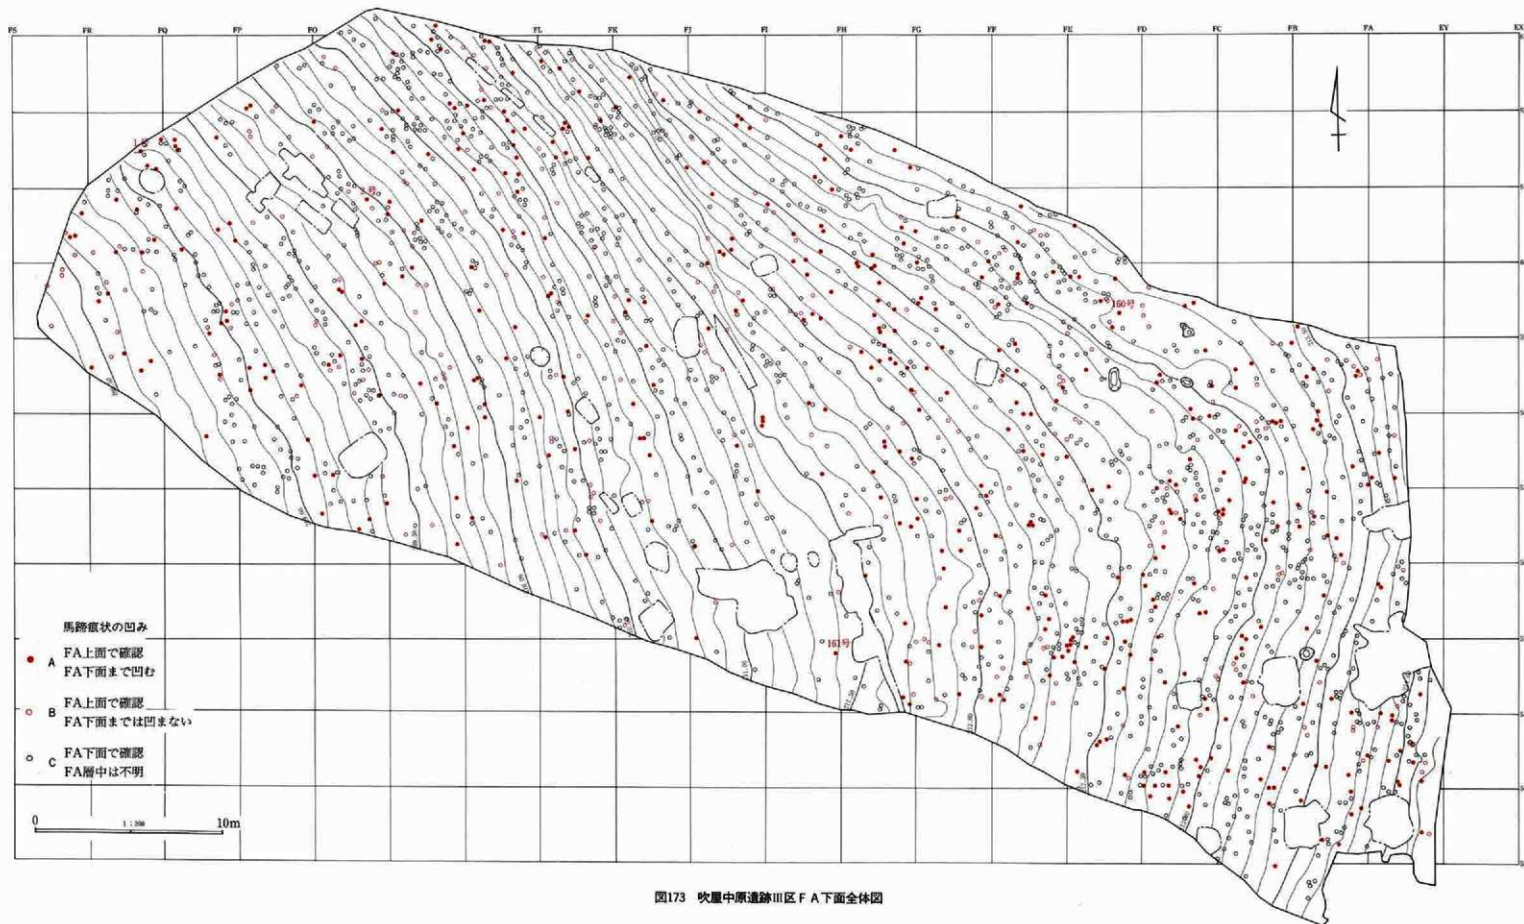 FS FR FQ FP FO FL FK FJ FI FH FG FF FE FD FC FB FA EY EX
3号
160号
161号
馬蹄痕状の凹み
A FA上面で確認
FA下面まで凹む
B FA上面で確認
FA下面までは凹まない
C FA下面で確認
FA層中は不明
0 1:200 10m
図173 吹屋中原遺跡III区FA下面全体図